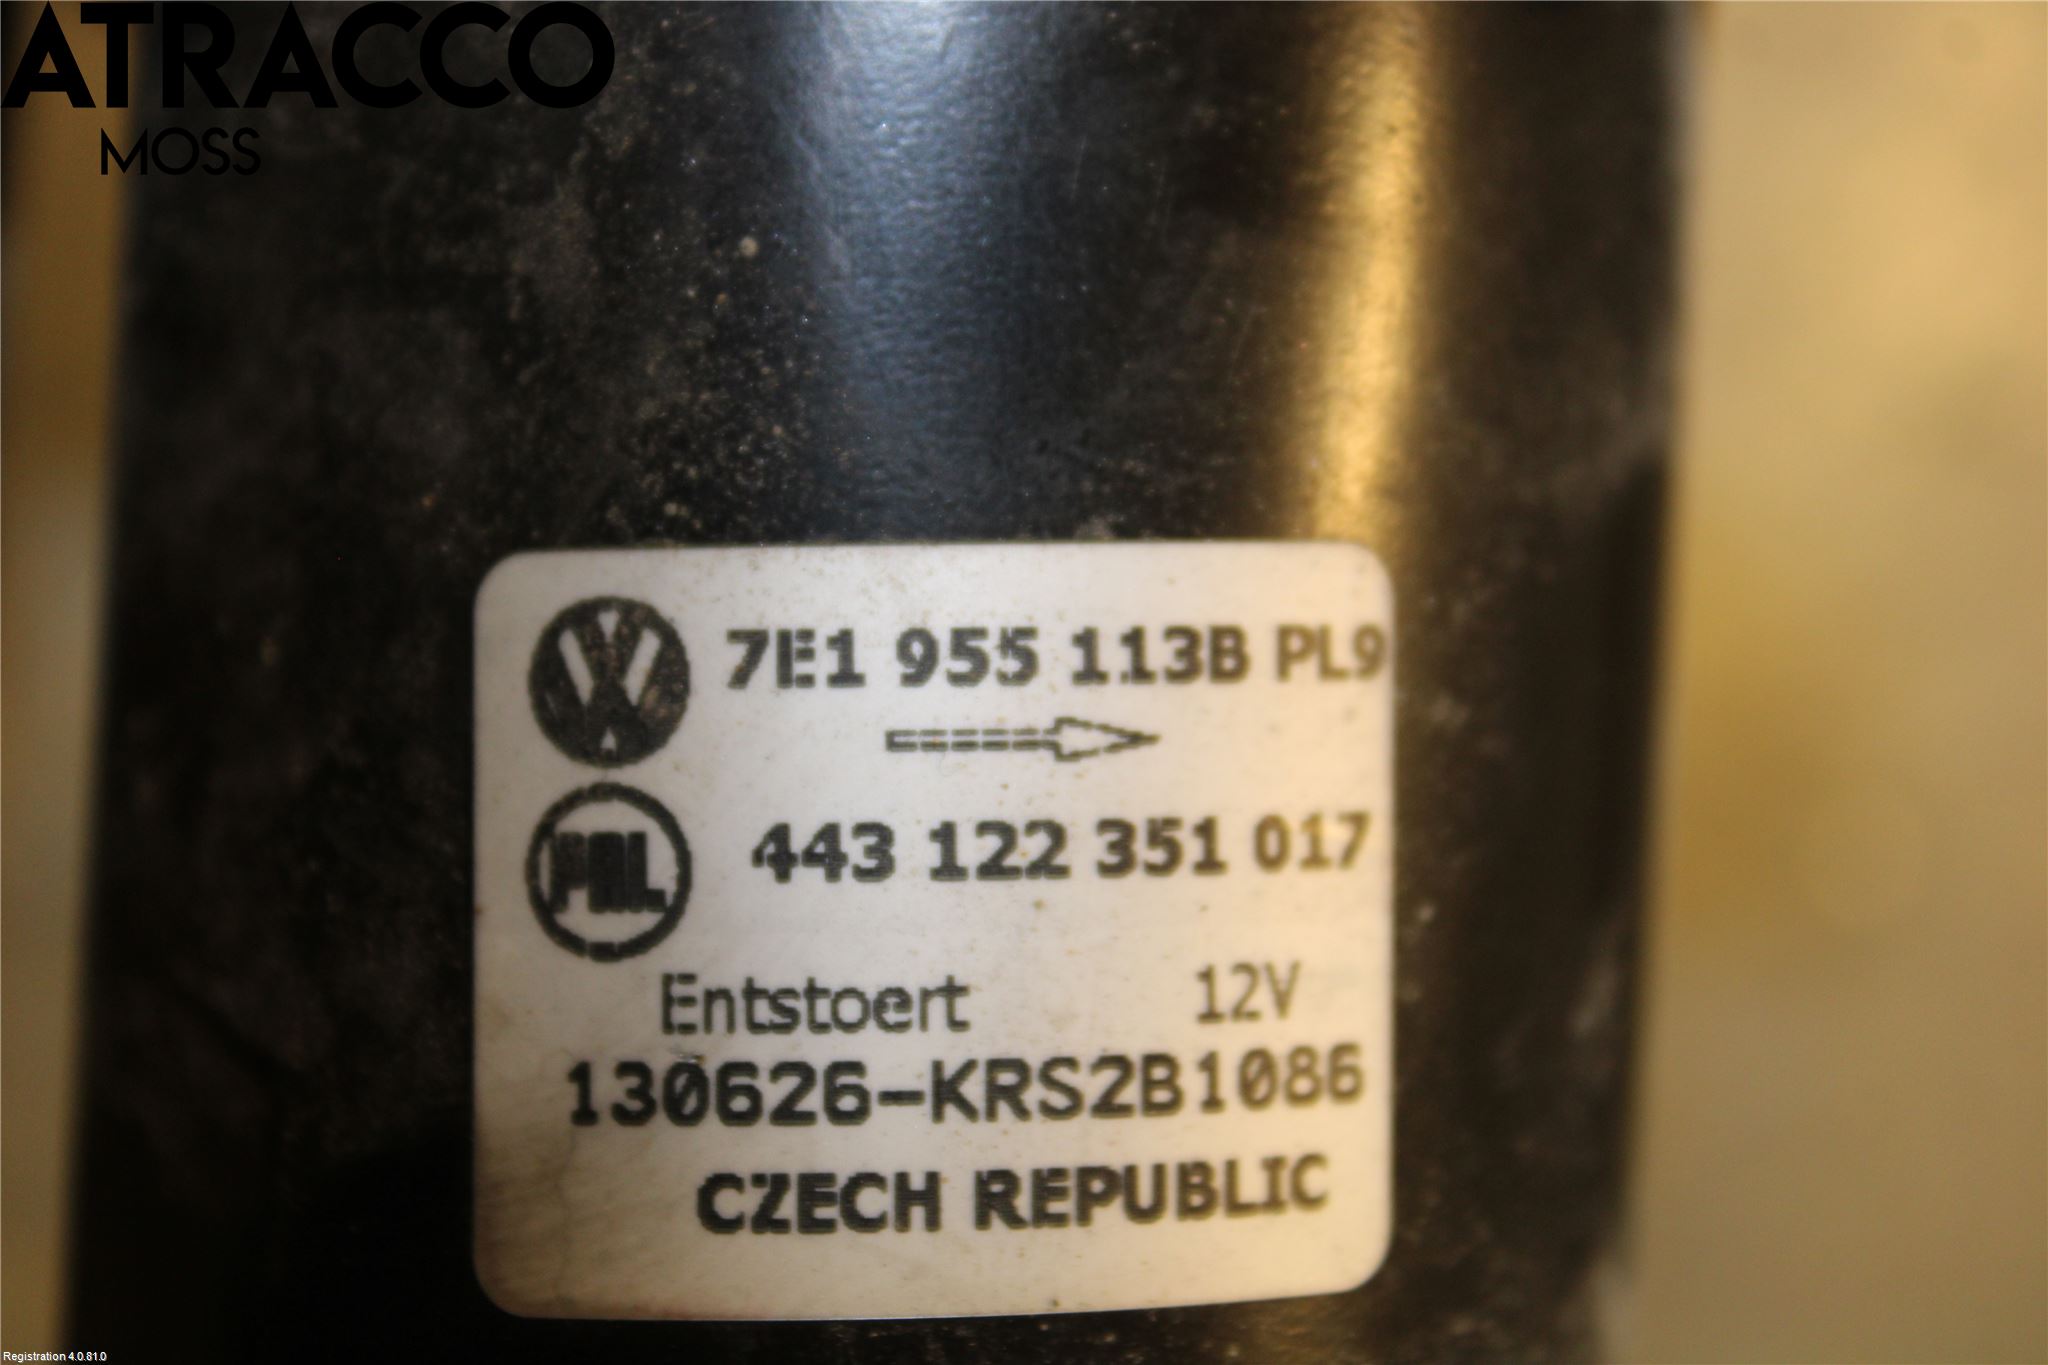 ATRACCO
MOSS
7E1 955 113B PL9
443 122 351 017
PAL
Entstoert 12V
130626-KRS2B1086
CZECH REPUBLIC
Registration 4.0.81.0